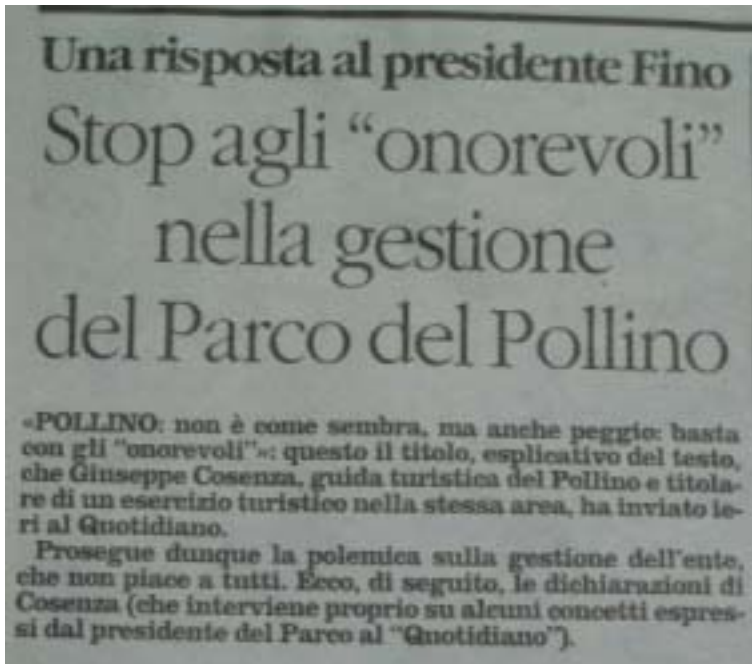 Una risposta al presidente Fino
Stop agli “onorevoli”
nella gestione
del Parco del Pollino
«POLLINO: non è come sembra, ma anche peggio: basta
con gli "onorevoli"»: questo il titolo, esplicativo del testo,
che Giuseppe Cosenza, guida turistica del Pollino e titola-
re di un esercizio turistico nella stessa area, ha inviato ie-
ri al Quotidiano.
Prosegue dunque la polemica sulla gestione dell'ente,
che non piace a tutti. Ecco, di seguito, le dichiarazioni di
Cosenza (che interviene proprio su alcuni concetti espres-
si dal presidente del Parco al "Quotidiano").